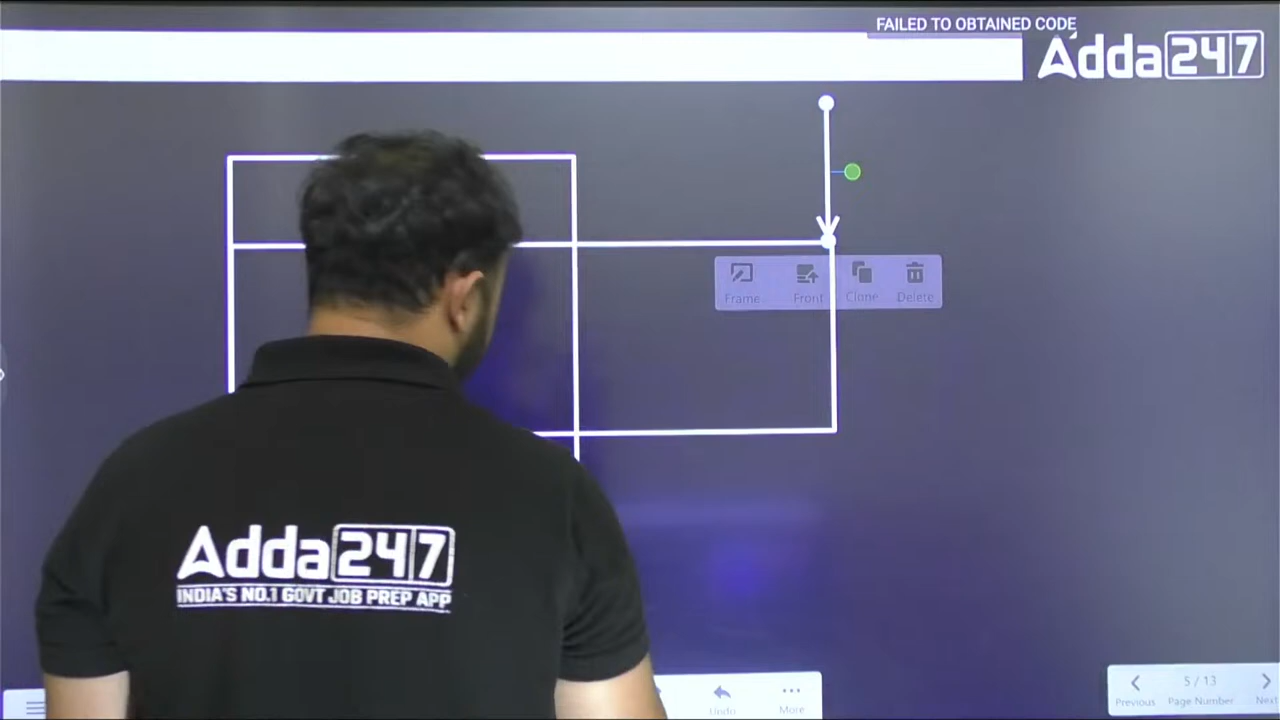 FAILED TO OBTAINED CODE
Adda247
Frame
Front
Clone
Delete
Adda247
INDIA'S NO.1 GOVT JOB PREP APP
Undo
More
5 / 13
Previous
Page Number
Next